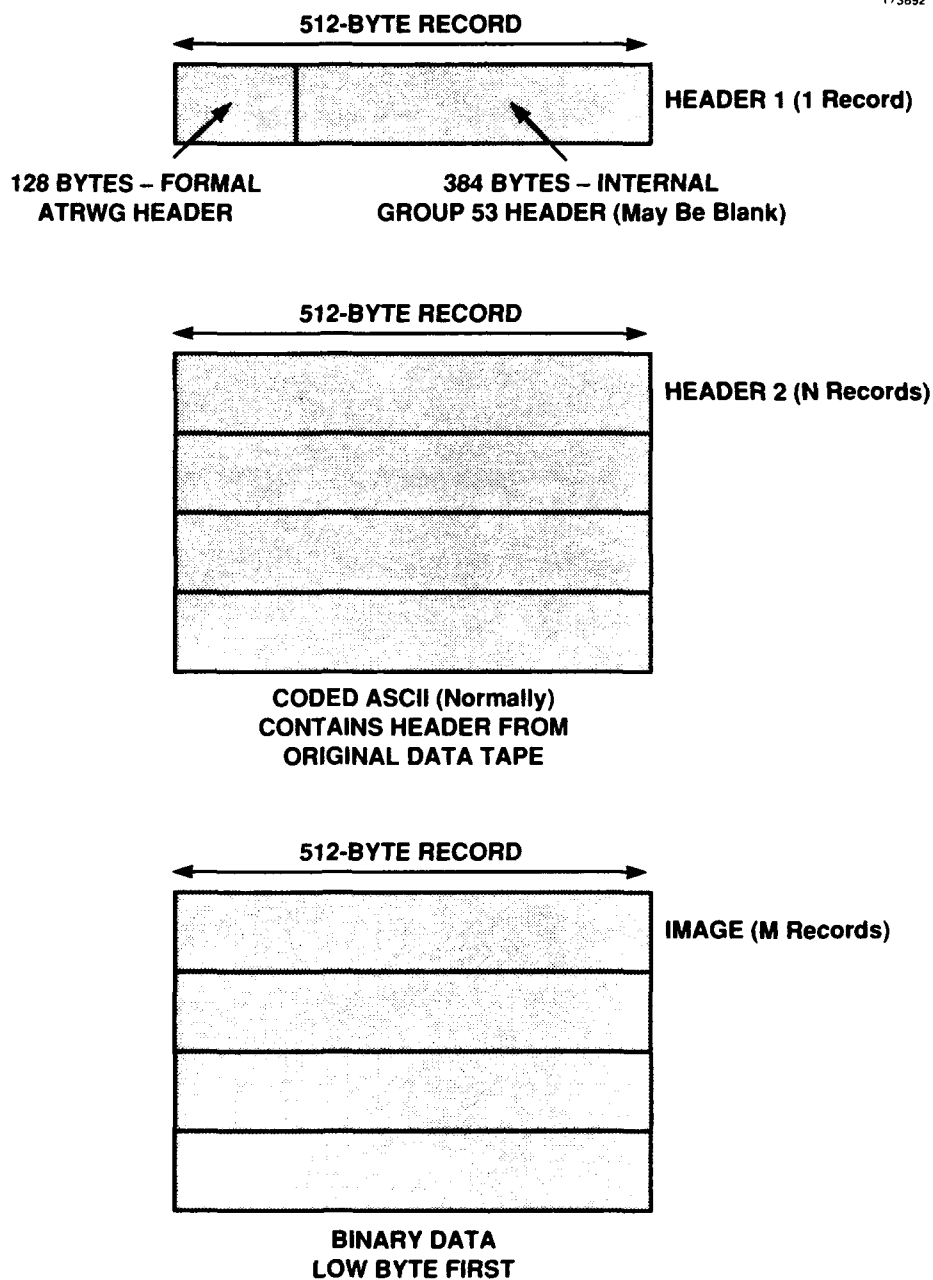 512-BYTE RECORD
HEADER 1 (1 Record)
128 BYTES – FORMAL
ATRWG HEADER
384 BYTES – INTERNAL
GROUP 53 HEADER (May Be Blank)
512-BYTE RECORD
HEADER 2 (N Records)
CODED ASCII (Normally)
CONTAINS HEADER FROM
ORIGINAL DATA TAPE
512-BYTE RECORD
IMAGE (M Records)
BINARY DATA
LOW BYTE FIRST